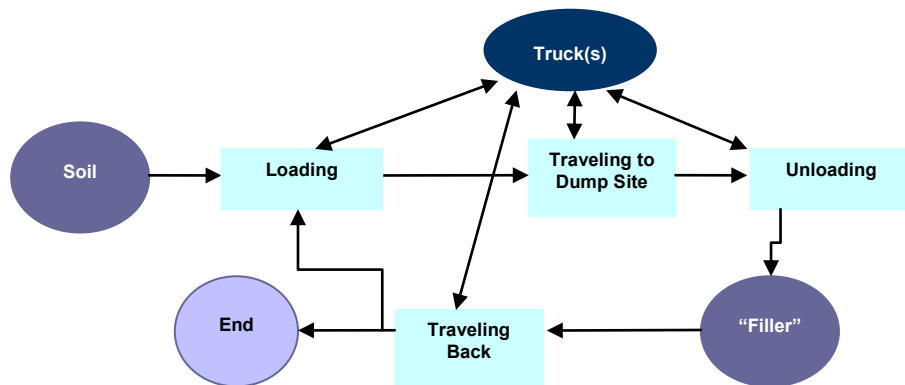 Truck(s)
Soil
Loading
Traveling to
Dump Site
Unloading
End
Traveling
Back
“Filler”